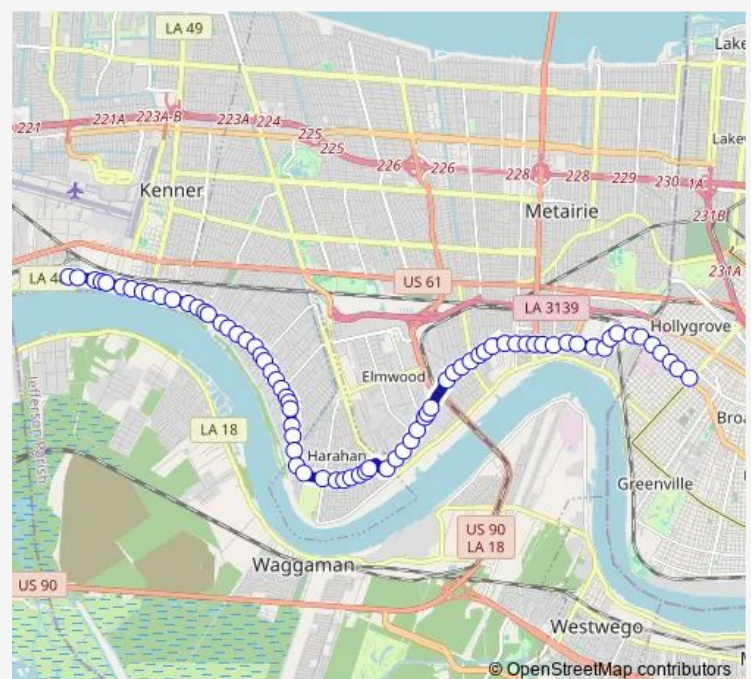 LA 49
Lake
221
221A
223A-B
223A
224
225
225
226
226
228
228
229
230
1A
Lakev
Kenner
Metairie
231B
LA 4
US 61
231A
LA 3139
Hollygrove
Elmwood
Jefferson Parish
LA 18
Broa
Harahan
Greenville
US 90
LA 18
Waggaman
US 90
Westwego
© OpenStreetMap contributors